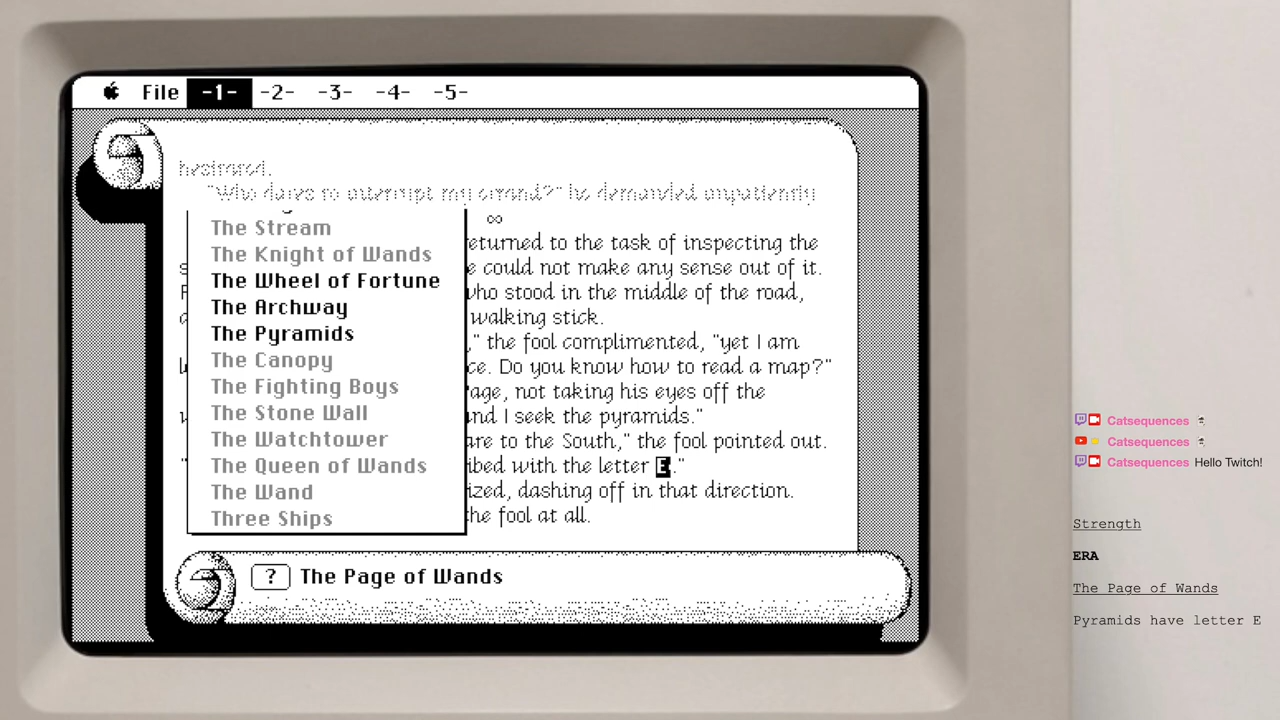 File -1- -2- -3- -4- -5-
"Who dares to interrupt my errand?" he demanded impatiently
∞
The Stream
eturned to the task of inspecting the
The Knight of Wands
e could not make any sense out of it.
The Wheel of Fortune
who stood in the middle of the road,
The Archway
walking stick.
The Pyramids
," the fool complimented, "yet I am
The Canopy
ce. Do you know how to read a map?"
The Fighting Boys
age, not taking his eyes off the
The Stone Wall
and I seek the pyramids."
The Watchtower
are to the South," the fool pointed out.
The Queen of Wands
ibed with the letter E."
The Wand
ized, dashing off in that direction.
Three Ships
the fool at all.
? The Page of Wands
Catsequences
Catsequences
Catsequences Hello Twitch!
Strength
ERA
The Page of Wands
Pyramids have letter E